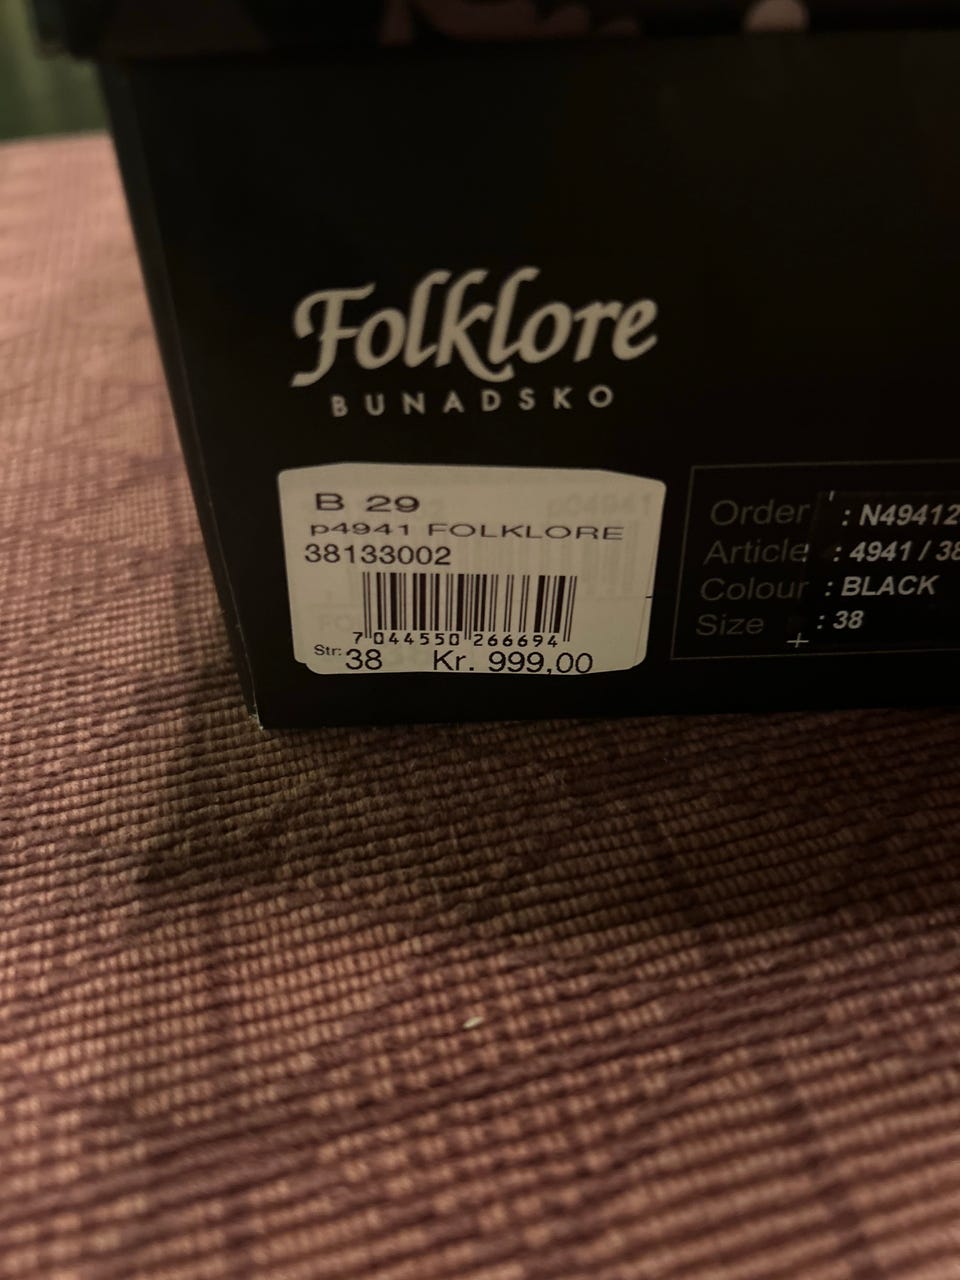 Folklore
BUNADSKO
B 29
p4941 FOLKLORE
38133002
7 044550 266694
Str: 38 Kr. 999,00
Order : N49412
Article : 4941 / 38
Colour : BLACK
Size : 38